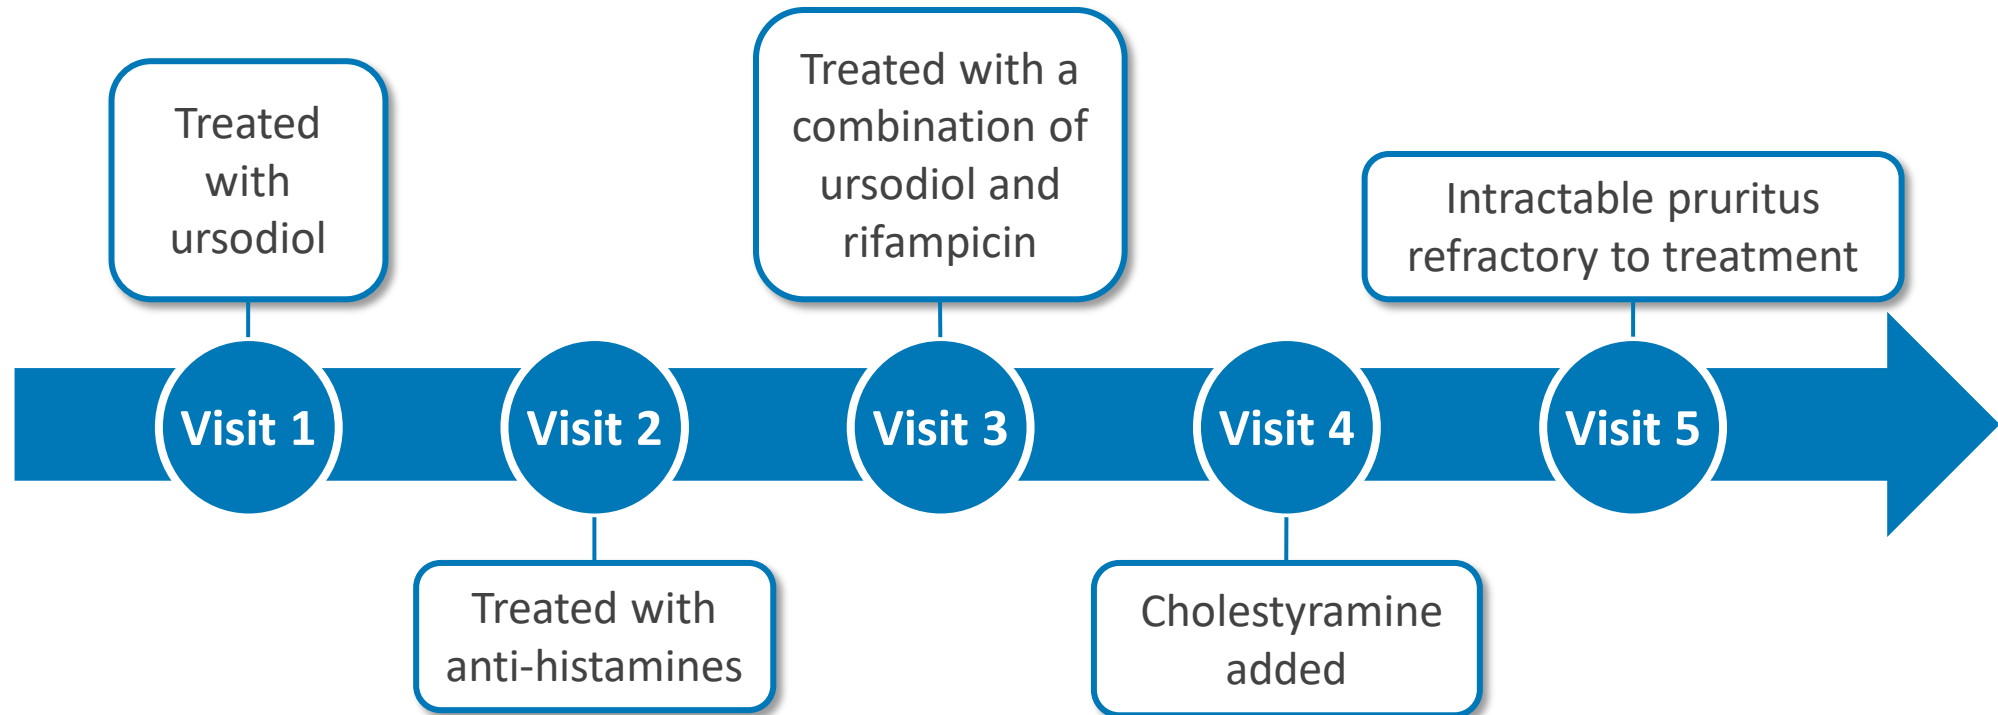 Treated
with
ursodiol
Treated with a
combination of
ursodiol and
rifampicin
Intractable pruritus
refractory to treatment
Visit 1
Visit 2
Visit 3
Visit 4
Visit 5
Treated with
anti-histamines
Cholestyramine
added